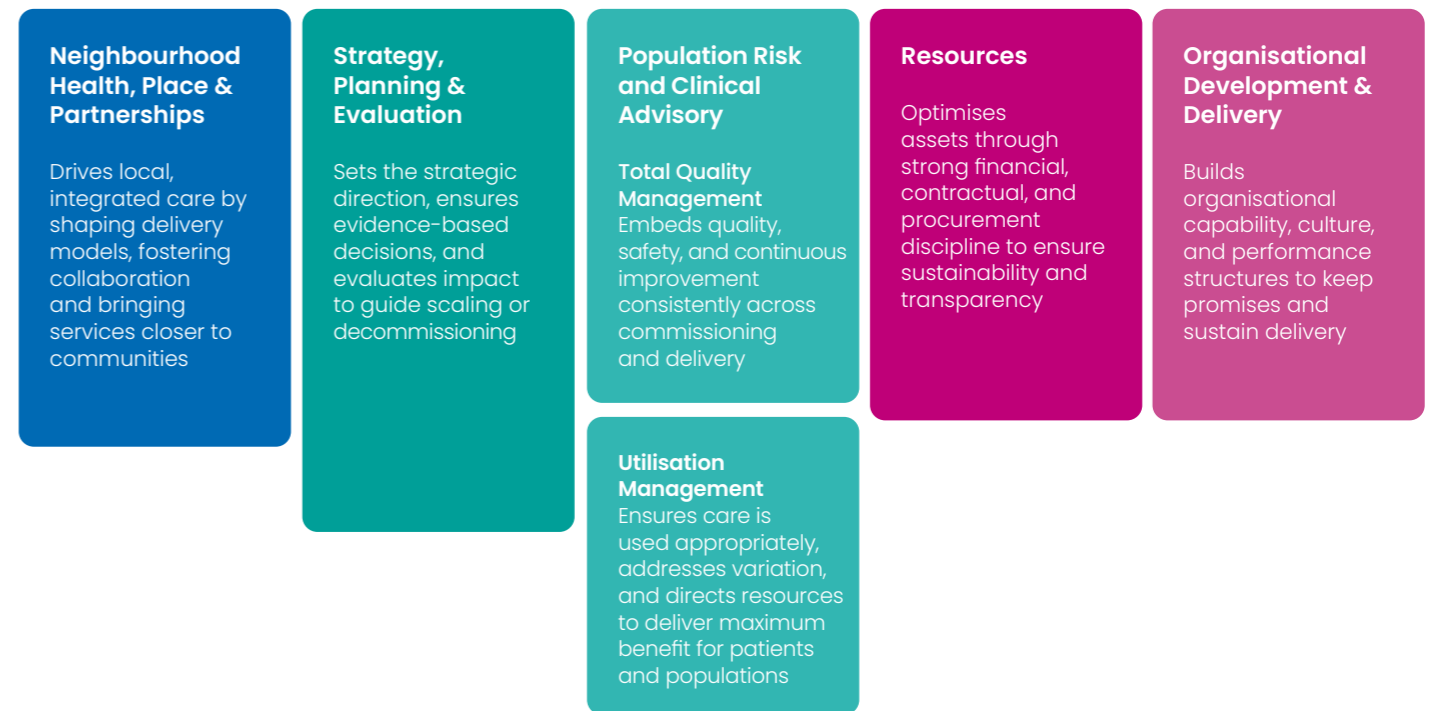 Neighbourhood
Health, Place &
Partnerships
Drives local,
integrated care by
shaping delivery
models, fostering
collaboration
and bringing
services closer to
communities
Strategy,
Planning &
Evaluation
Sets the strategic
direction, ensures
evidence-based
decisions, and
evaluates impact
to guide scaling or
decommissioning
Population Risk
and Clinical
Advisory
Total Quality
Management
Embeds quality,
safety, and continuous
improvement
consistently across
commissioning
and delivery
Utilisation
Management
Ensures care is
used appropriately,
addresses variation,
and directs resources
to deliver maximum
benefit for patients
and populations
Resources
Optimises
assets through
strong financial,
contractual, and
procurement
discipline to ensure
sustainability and
transparency
Organisational
Development &
Delivery
Builds
organisational
capability, culture,
and performance
structures to keep
promises and
sustain delivery